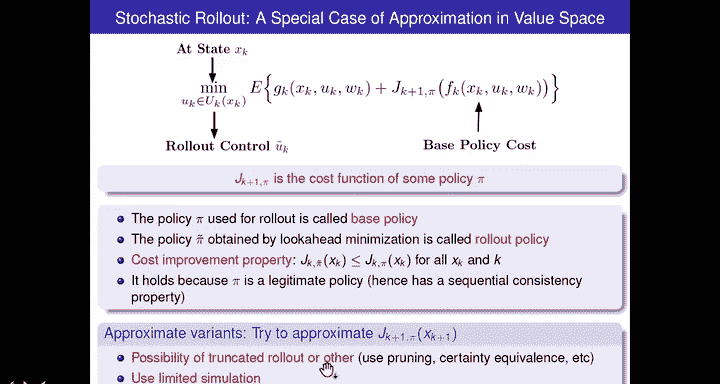 Stochastic Rollout: A Special Case of Approximation in Value Space
At State x_k
min_{u_k∈U_k(x_k)} E{g_k(x_k, u_k, w_k) + J_{k+1,π}(f_k(x_k, u_k, w_k))}
Rollout Control ũ_k
Base Policy Cost
J_{k+1,π} is the cost function of some policy π
The policy π used for rollout is called base policy
The policy π̃ obtained by lookahead minimization is called rollout policy
Cost improvement property: J_{k,π̃}(x_k) ≤ J_{k,π}(x_k) for all x_k and k
It holds because π is a legitimate policy (hence has a sequential consistency
property)
Approximate variants: Try to approximate J_{k+1,π}(x_{k+1})
Possibility of truncated rollout or other (use pruning, certainty equivalence, etc)
Use limited simulation